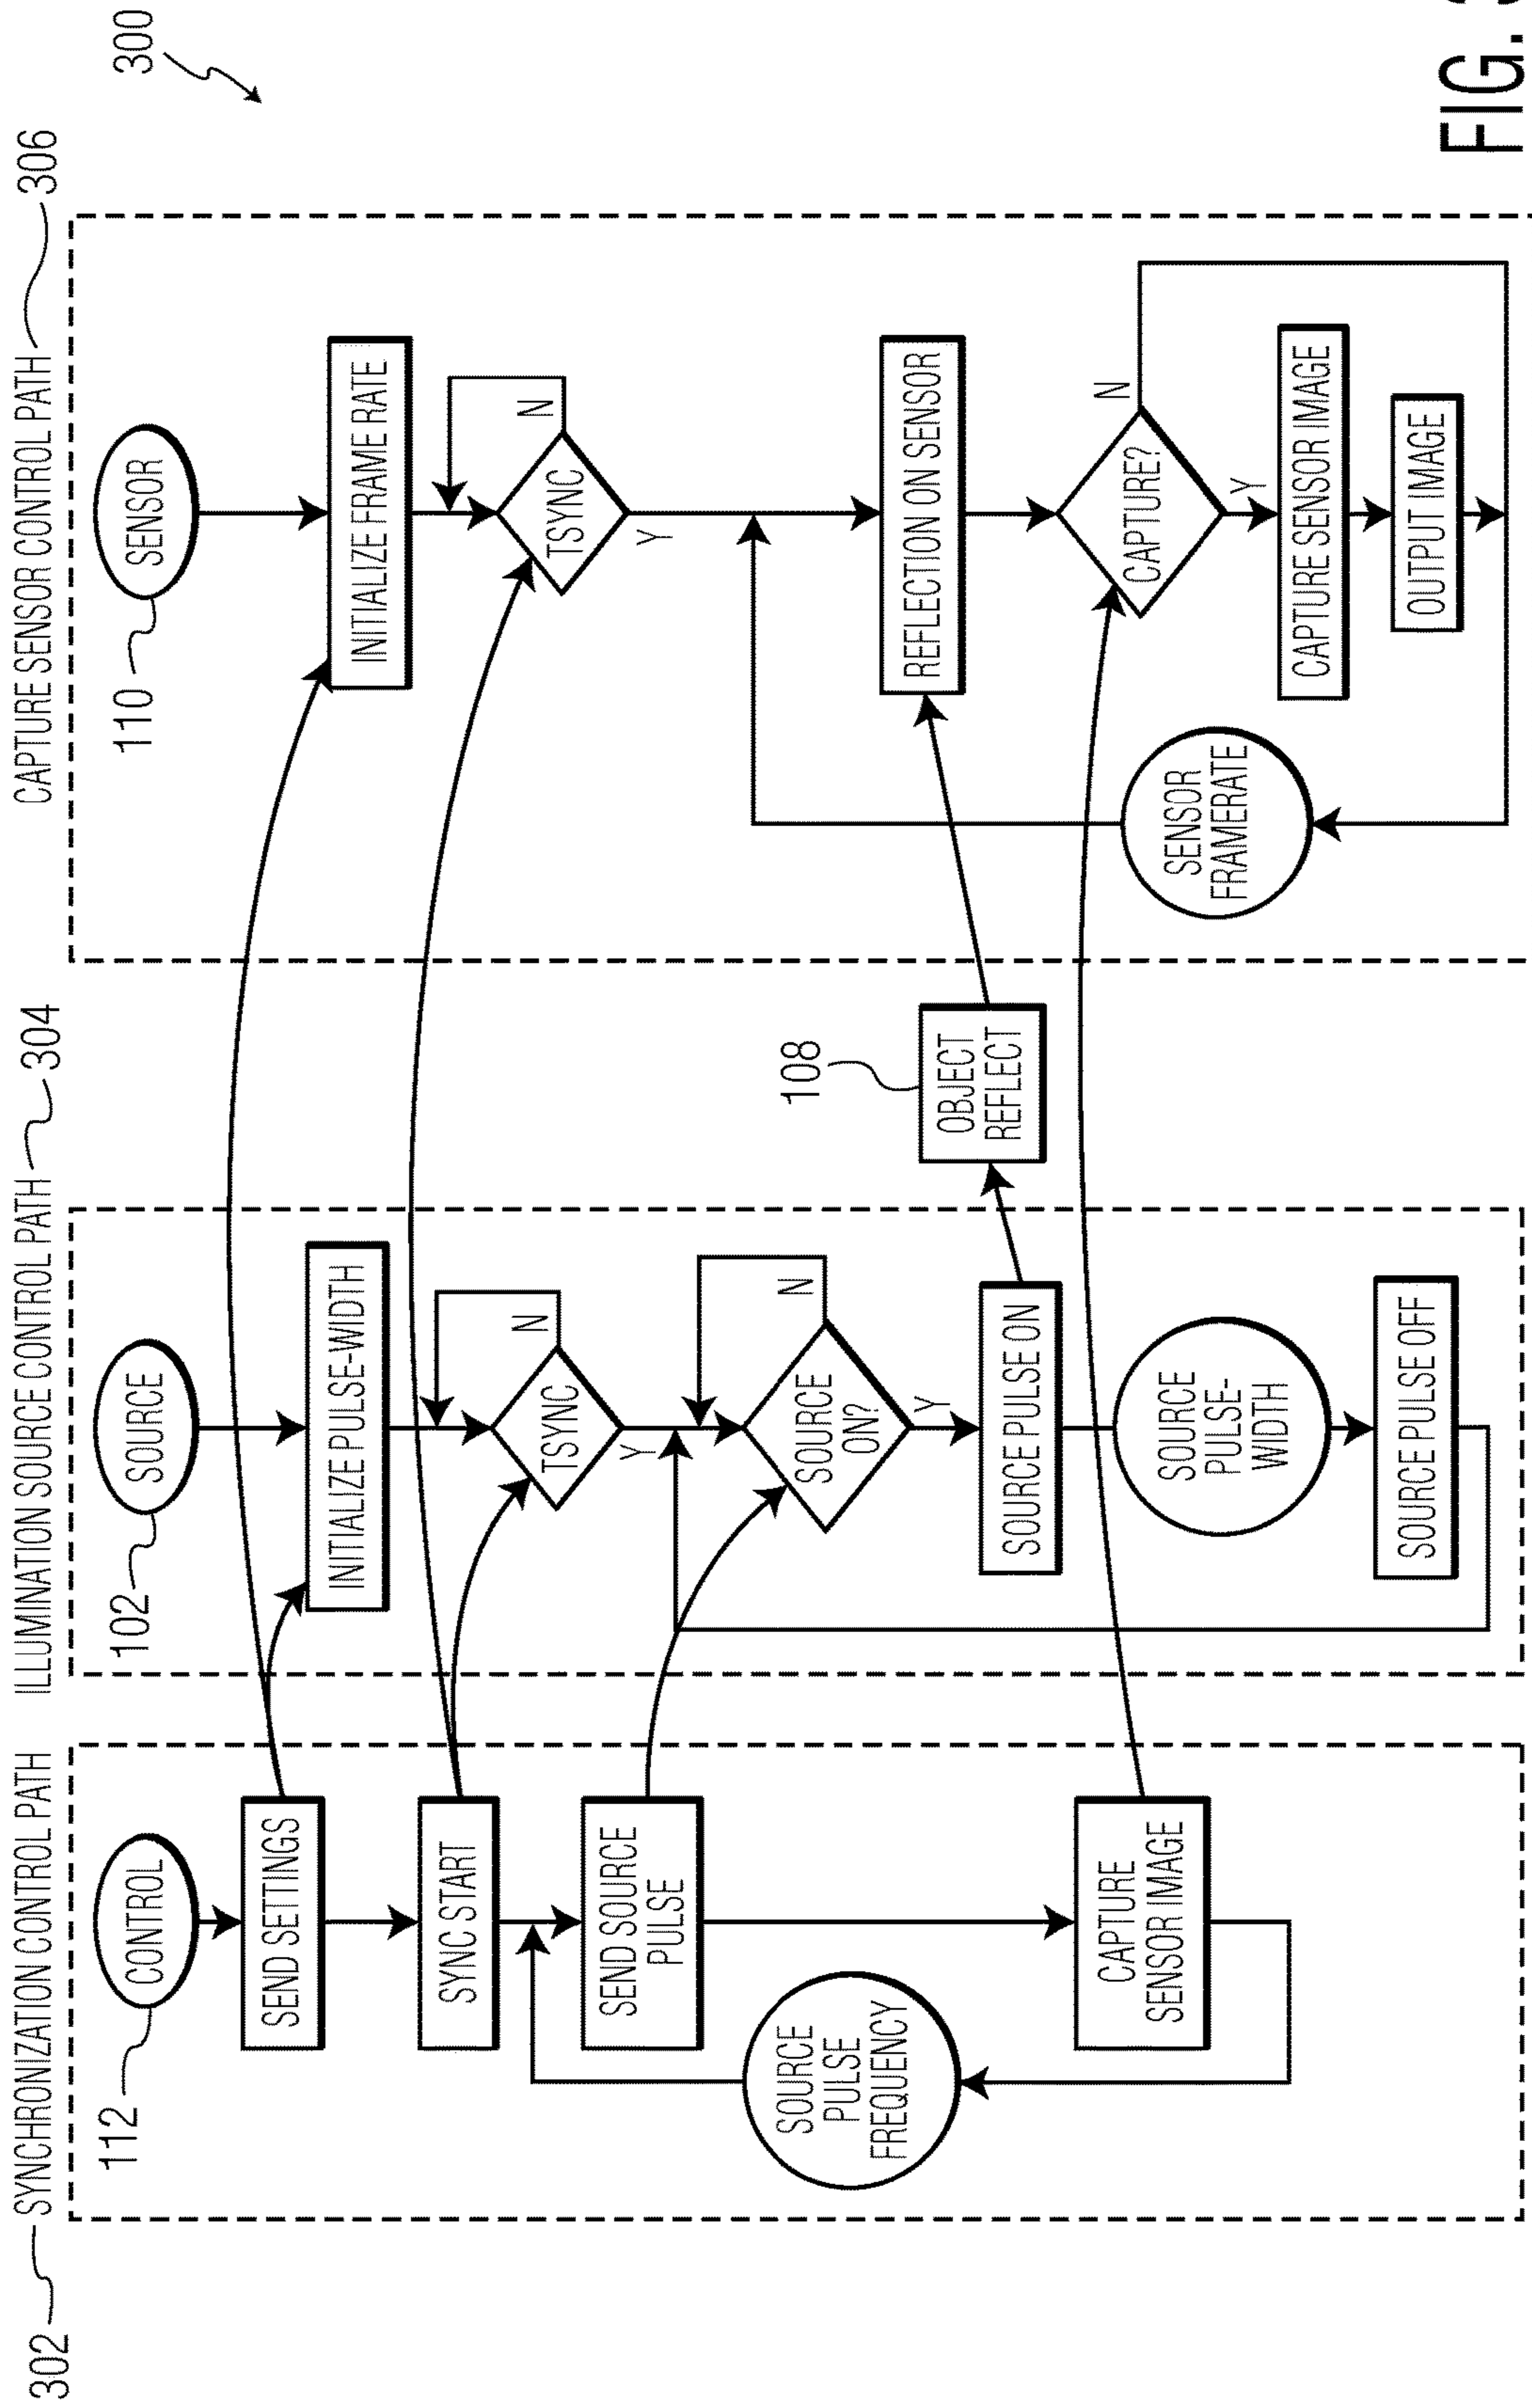 302
SYNCHRONIZATION CONTROL PATH
112
CONTROL
SEND SETTINGS
SYNC START
SEND SOURCE
PULSE
SOURCE
PULSE
FREQUENCY
CAPTURE
SENSOR IMAGE
ILLUMINATION SOURCE CONTROL PATH
304
102
SOURCE
INITIALIZE PULSE-WIDTH
TSYNC
N
Y
SOURCE
ON?
N
Y
SOURCE PULSE ON
SOURCE
PULSE-
WIDTH
SOURCE PULSE OFF
108
OBJECT
REFLECT
CAPTURE SENSOR CONTROL PATH
306
110
SENSOR
INITIALIZE FRAME RATE
TSYNC
N
Y
REFLECTION ON SENSOR
CAPTURE?
N
Y
CAPTURE SENSOR IMAGE
OUTPUT IMAGE
SENSOR
FRAMERATE
300
FIG.